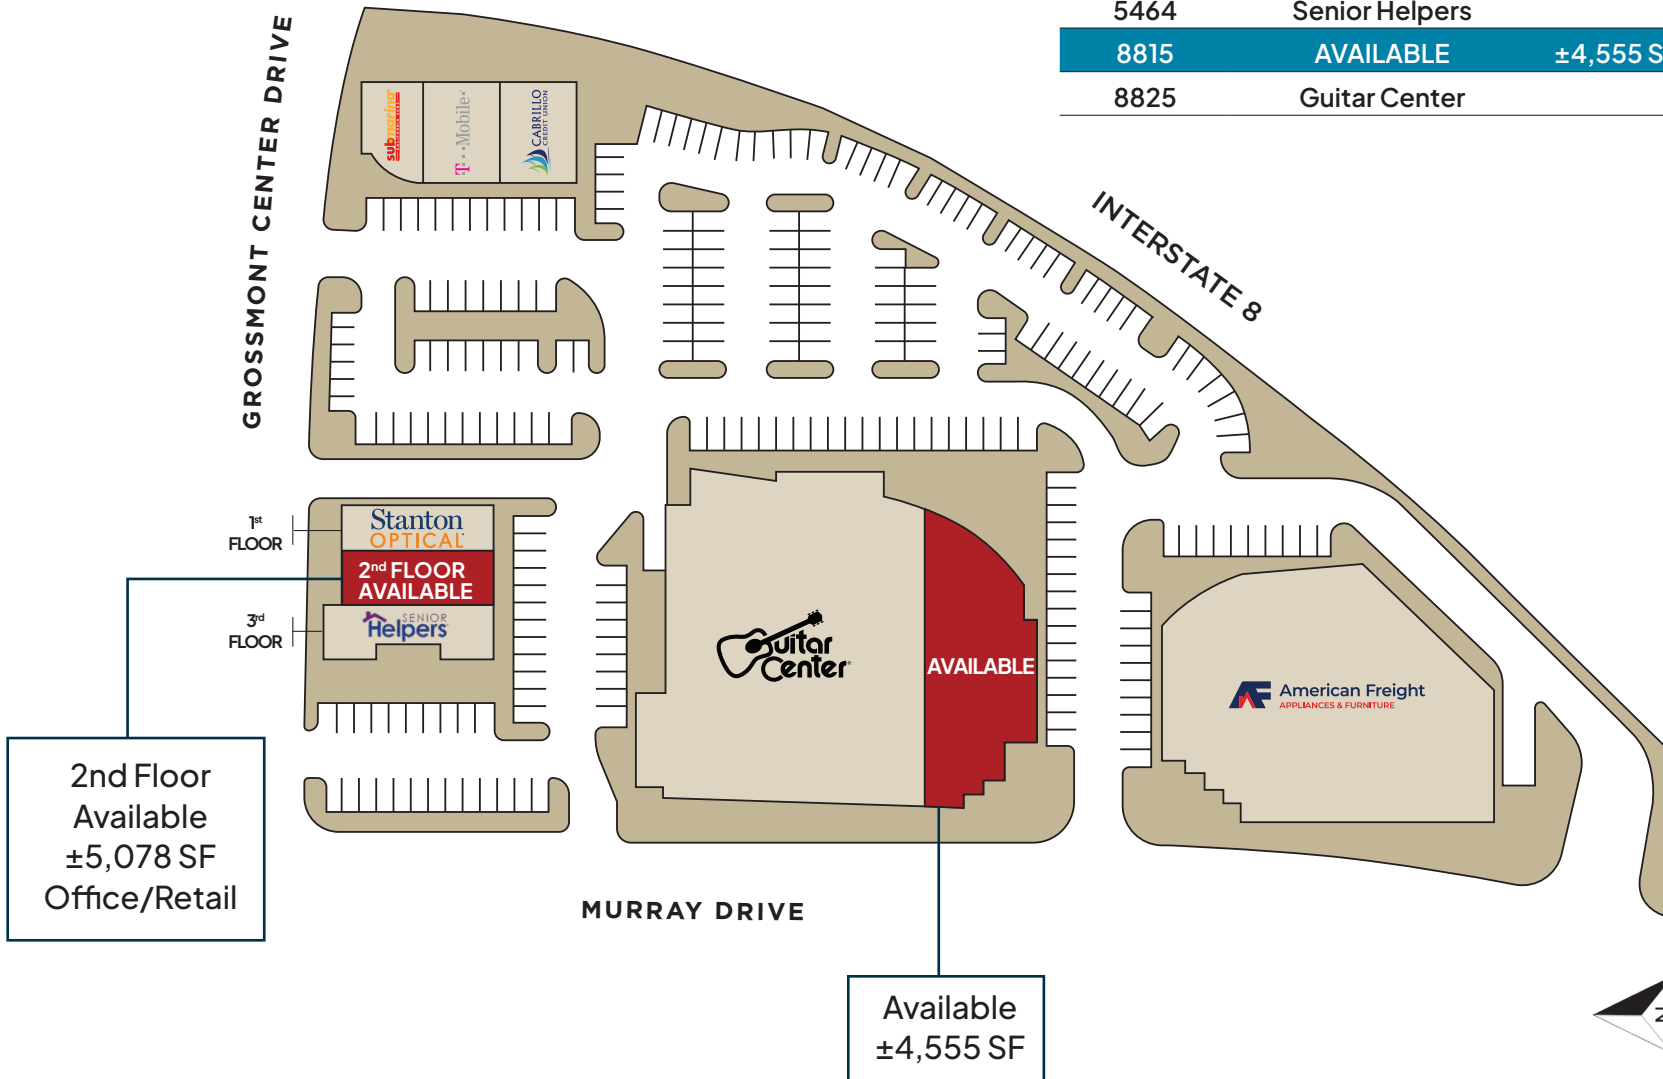 5464 Senior Helpers
8815 AVAILABLE ±4,555 S
8825 Guitar Center
GROSSMONT CENTER DRIVE
submarina
T··Mobile·
CABRILLO
CREDIT UNION
INTERSTATE 8
1st
FLOOR
Stanton
OPTICAL
2nd FLOOR
AVAILABLE
3rd
FLOOR
SENIOR
Helpers
Guitar
Center
AVAILABLE
AF American Freight
APPLIANCES & FURNITURE
2nd Floor
Available
±5,078 SF
Office/Retail
MURRAY DRIVE
Available
±4,555 SF